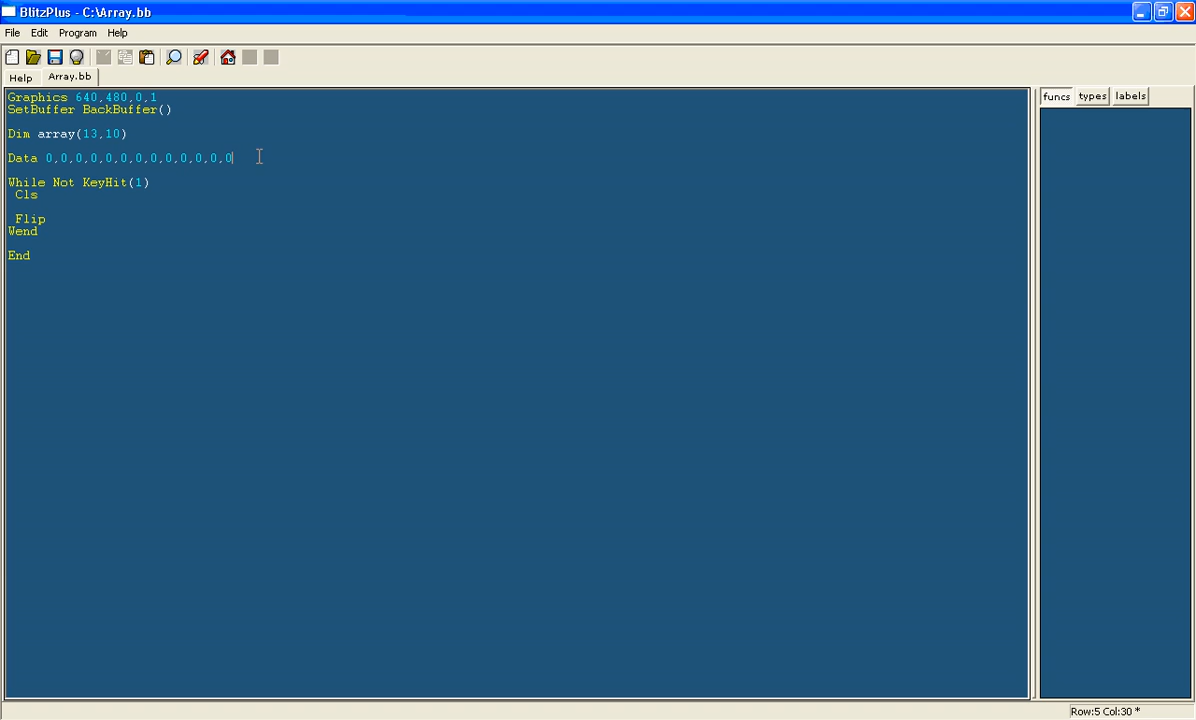 BlitzPlus - C:\Array.bb
File Edit Program Help
Help Array.bb
Graphics 640,480,0,1
SetBuffer BackBuffer()
Dim array(13,10)
Data 0,0,0,0,0,0,0,0,0,0,0,0,0
While Not KeyHit(1)
Cls
Flip
Wend
End
funcs types labels
Row:5 Col:30 *